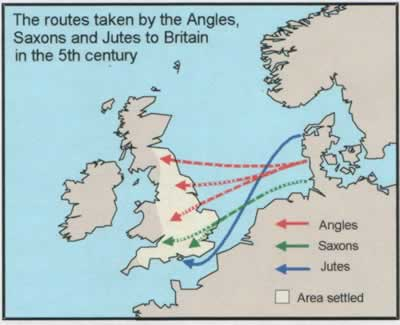 The routes taken by the Angles,
Saxons and Jutes to Britain
in the 5th century
Angles
Saxons
Jutes
Area settled